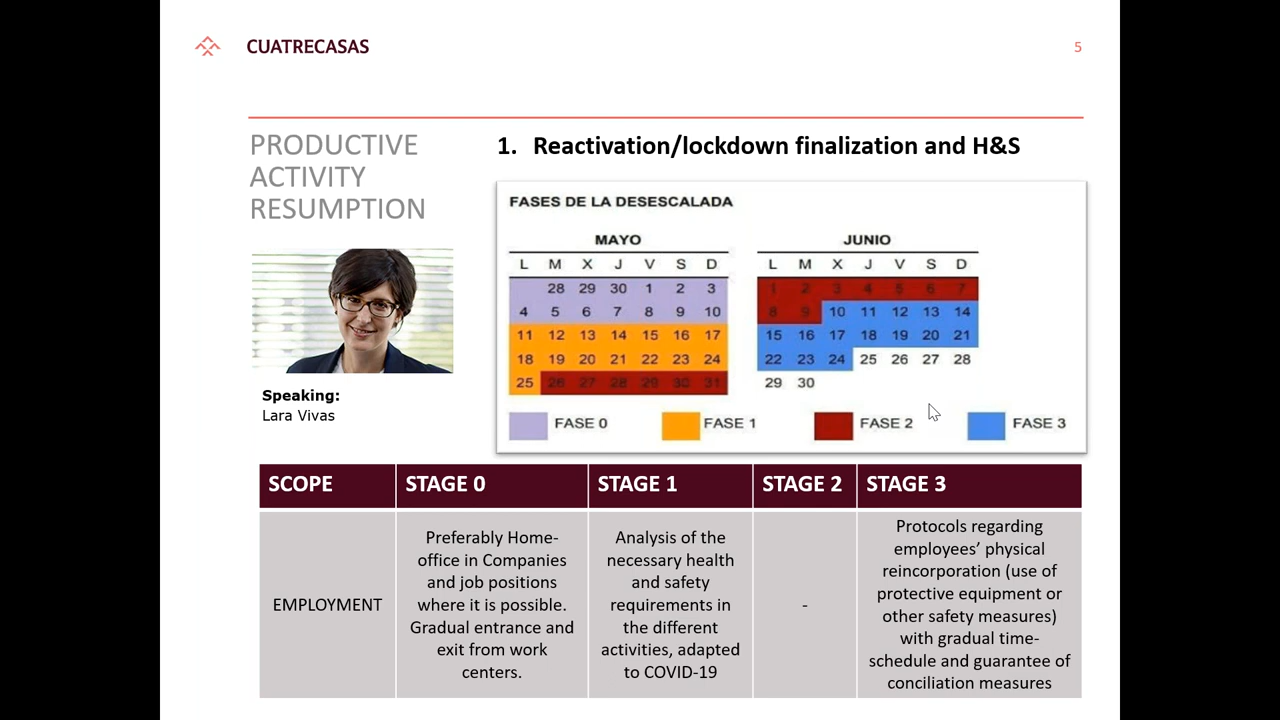 CUATRECASAS
5
PRODUCTIVE
ACTIVITY
RESUMPTION
1. Reactivation/lockdown finalization and H&S
FASES DE LA DESESCALADA
MAYO
L M X J V S D
28 29 30 1 2 3
4 5 6 7 8 9 10
11 12 13 14 15 16 17
18 19 20 21 22 23 24
25 26 27 28 29 30 31
JUNIO
L M X J V S D
1 2 3 4 5 6 7
8 9 10 11 12 13 14
15 16 17 18 19 20 21
22 23 24 25 26 27 28
29 30
FASE 0 FASE 1 FASE 2 FASE 3
Speaking:
Lara Vivas
SCOPE STAGE 0 STAGE 1 STAGE 2 STAGE 3
EMPLOYMENT
Preferably Home-
office in Companies
and job positions
where it is possible.
Gradual entrance and
exit from work
centers.
Analysis of the
necessary health
and safety
requirements in
the different
activities, adapted
to COVID-19
-
Protocols regarding
employees’ physical
reincorporation (use of
protective equipment or
other safety measures)
with gradual time-
schedule and guarantee of
conciliation measures